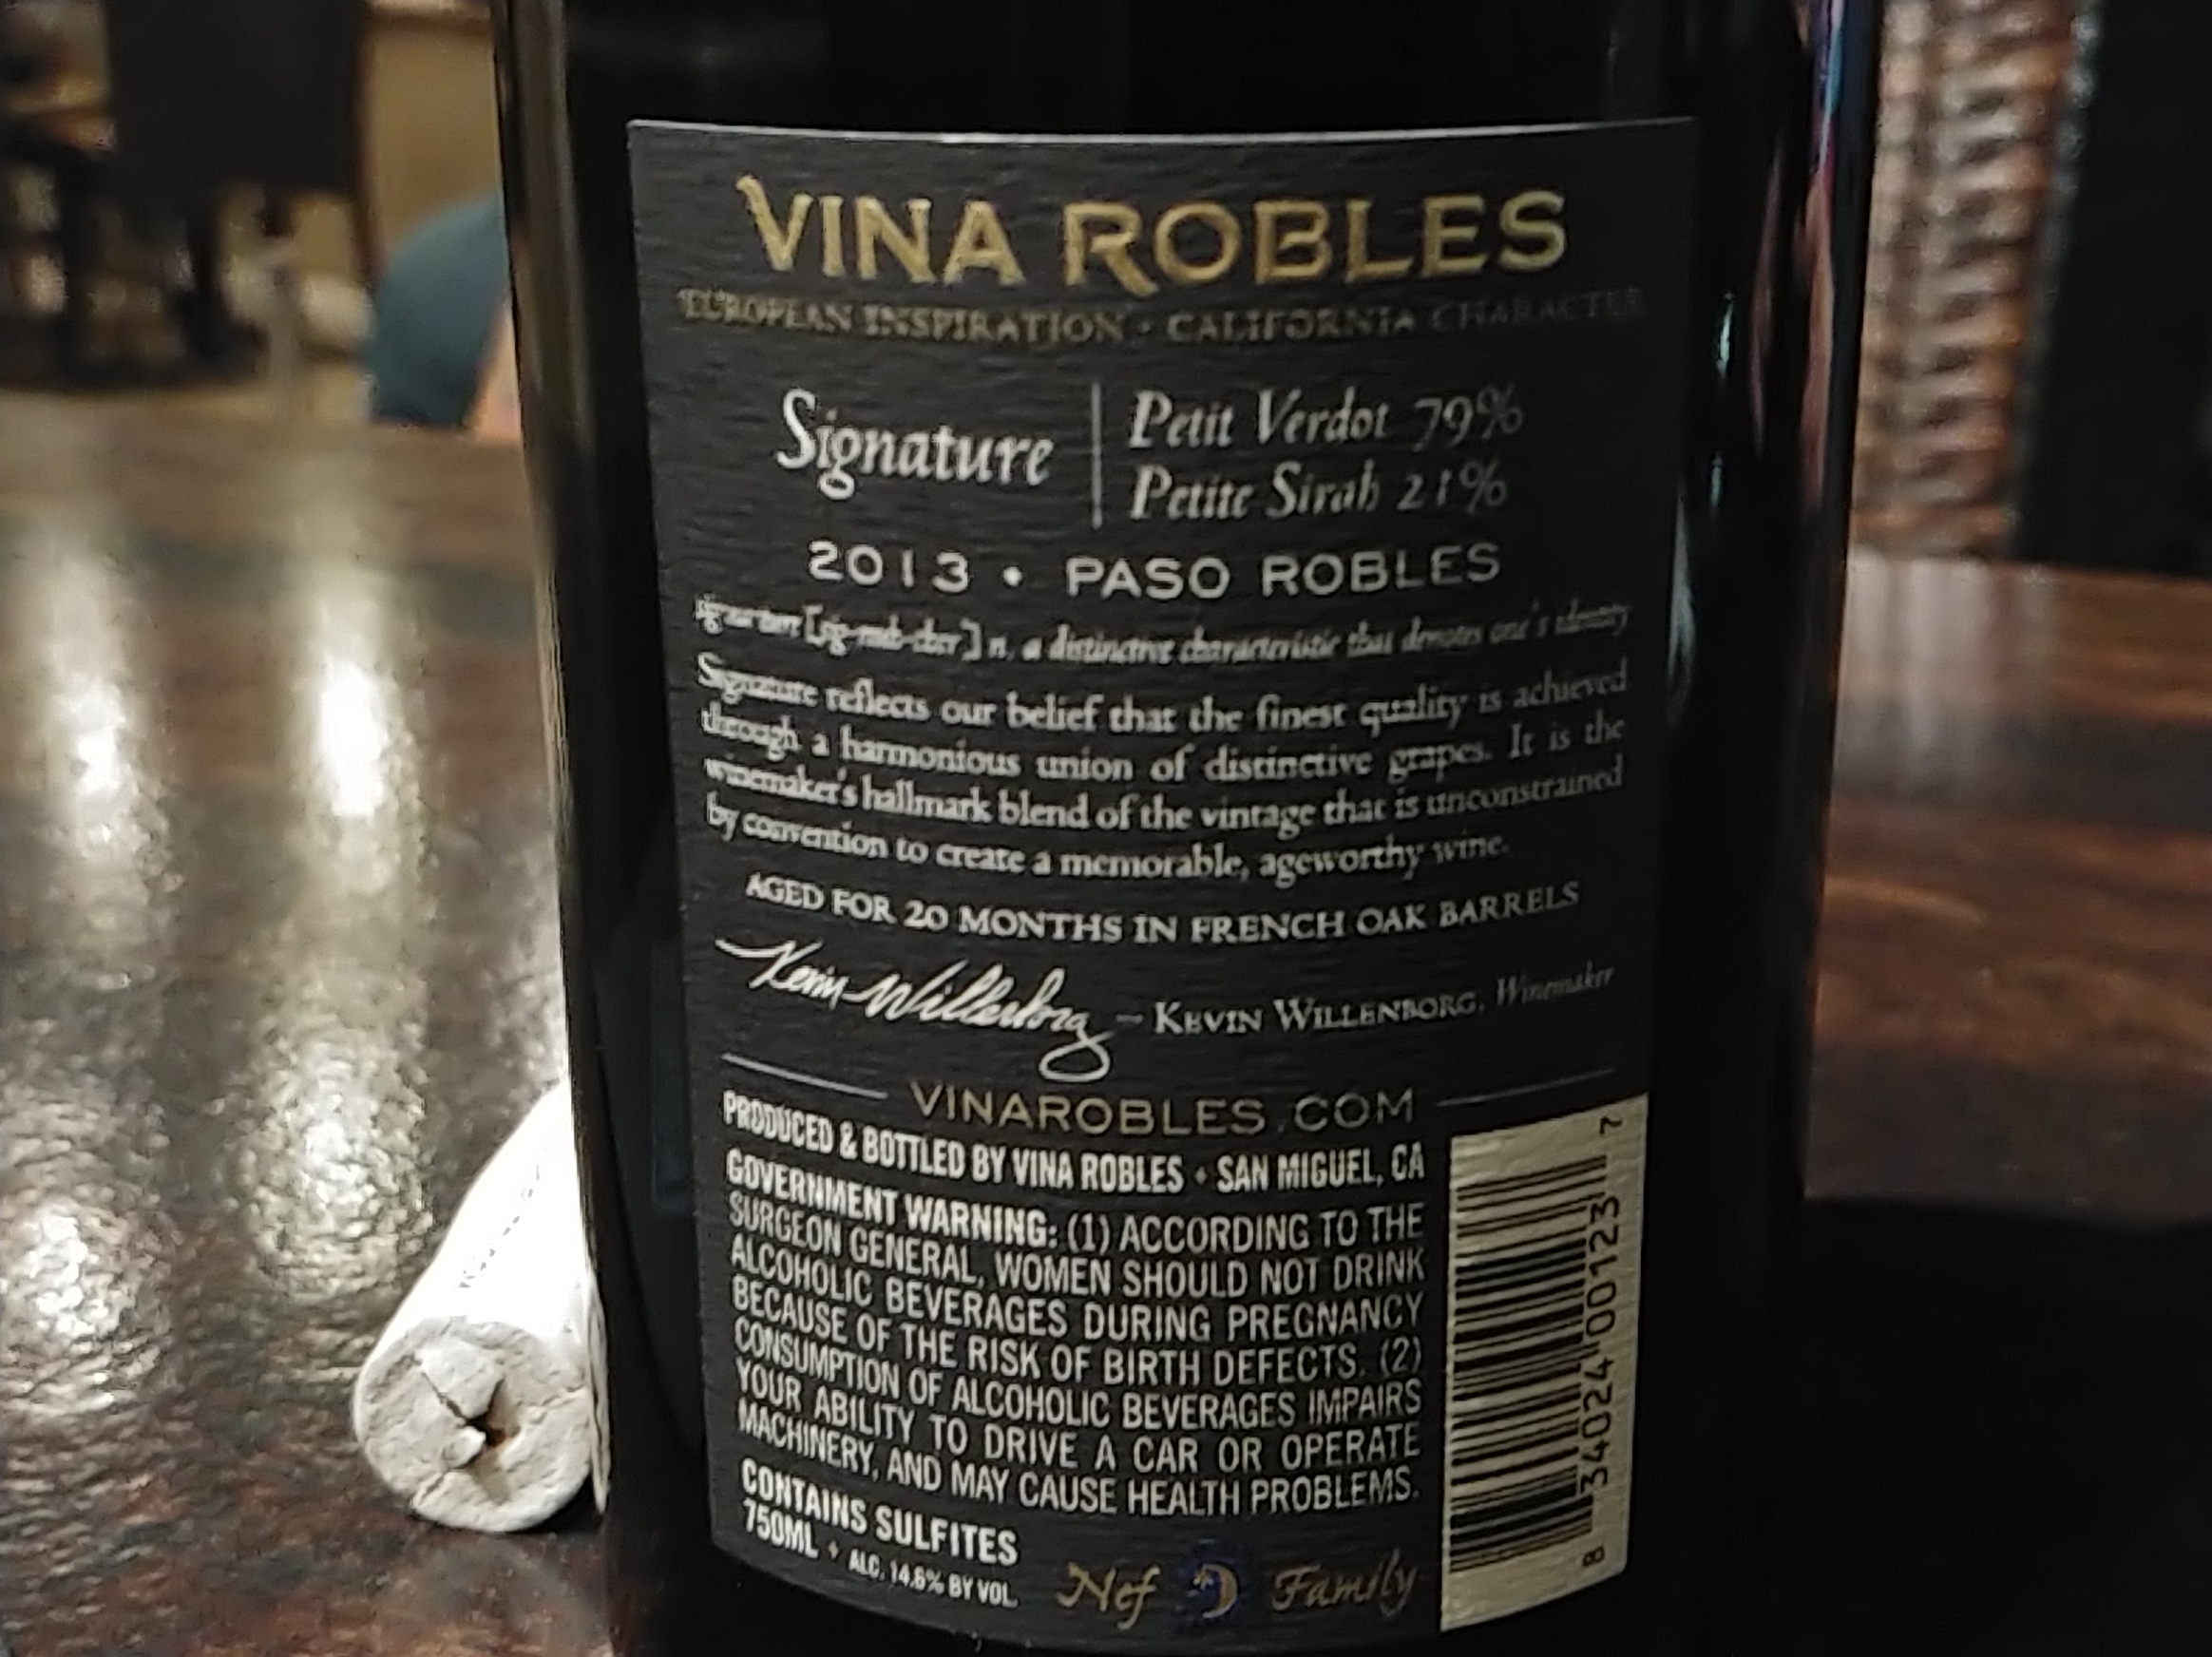 VINA ROBLES
EUROPEAN INSPIRATION • CALIFORNIA CHARACTER
Signature
Petit Verdot 79%
Petite Sirah 21%
2013 • PASO ROBLES
n. a distinctive characteristic that denotes one's identity
Signature reflects our belief that the finest quality is achieved
through a harmonious union of distinctive grapes. It is the
winemaker's hallmark blend of the vintage that is unconstrained
by convention to create a memorable, ageworthy wine.
AGED FOR 20 MONTHS IN FRENCH OAK BARRELS
Kevin Willenborg – KEVIN WILLENBORG, Winemaker
VINAROBLES.COM
PRODUCED & BOTTLED BY VINA ROBLES • SAN MIGUEL, CA
GOVERNMENT WARNING: (1) ACCORDING TO THE
SURGEON GENERAL, WOMEN SHOULD NOT DRINK
ALCOHOLIC BEVERAGES DURING PREGNANCY
BECAUSE OF THE RISK OF BIRTH DEFECTS. (2)
CONSUMPTION OF ALCOHOLIC BEVERAGES IMPAIRS
YOUR ABILITY TO DRIVE A CAR OR OPERATE
MACHINERY, AND MAY CAUSE HEALTH PROBLEMS.
CONTAINS SULFITES
750ML • ALC. 14.6% BY VOL.
Nef Family
8 34024 00123 7